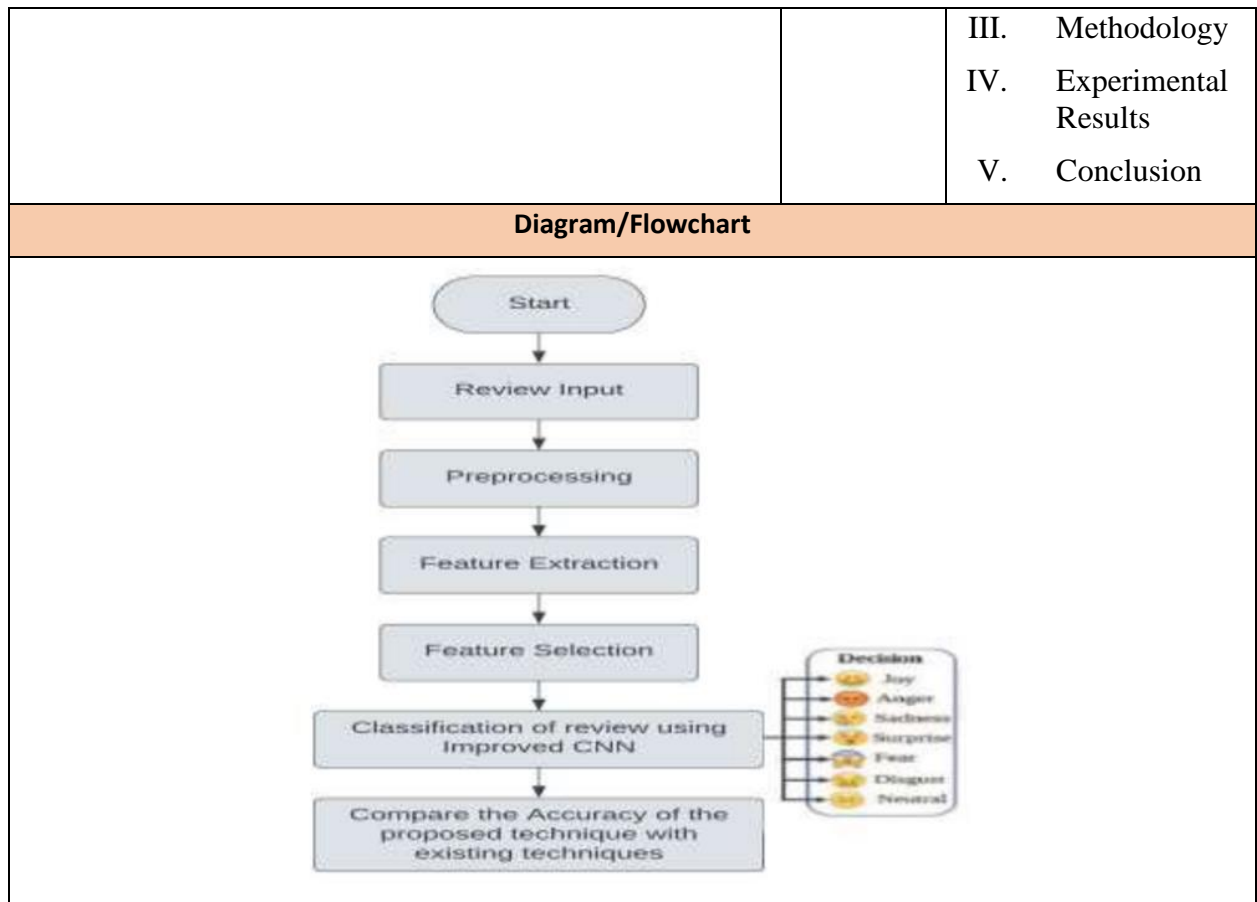 III. Methodology
IV. Experimental
Results
V. Conclusion
Diagram/Flowchart
Start
Review Input
Preprocessing
Feature Extraction
Feature Selection
Classification of review using
Improved CNN
Compare the Accuracy of the
proposed technique with
existing techniques
Decision
Joy
Anger
Sadness
Surprise
Fear
Disgust
Neutral